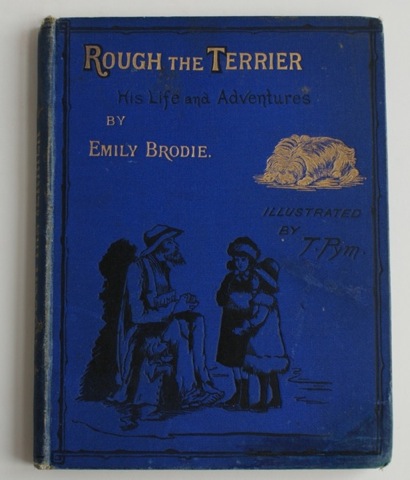 ROUGH THE TERRIER
His Life and Adventures
BY
EMILY BRODIE.
ILLUSTRATED
BY
T. Pym.